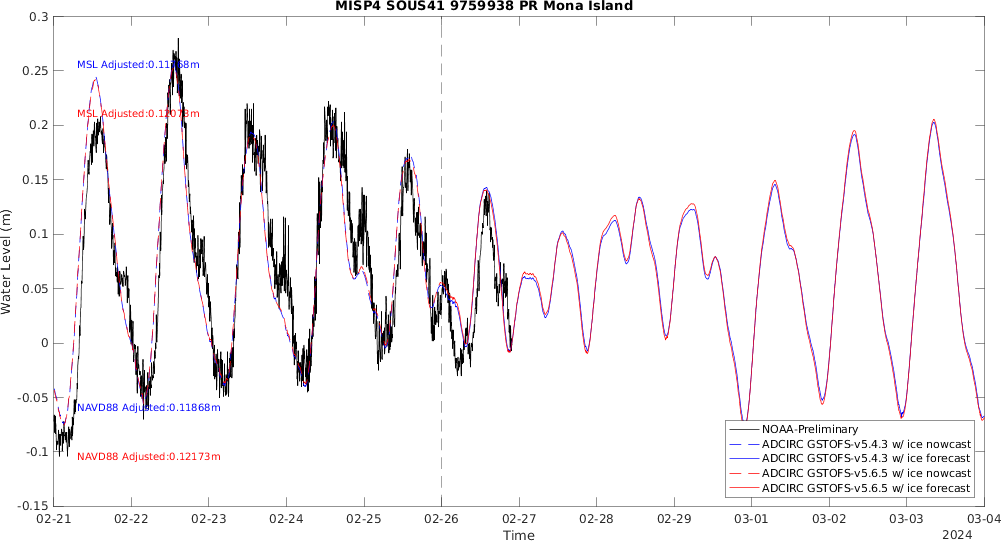 MISP4 SOUS41 9759938 PR Mona Island
Water Level (m)
0.3
0.25
0.2
0.15
0.1
0.05
0
-0.05
-0.1
-0.15
MSL Adjusted:0.11768m
MSL Adjusted:0.12073m
NAVD88 Adjusted:0.11868m
NAVD88 Adjusted:0.12173m
NOAA-Preliminary
ADCIRC GSTOFS-v5.4.3 w/ ice nowcast
ADCIRC GSTOFS-v5.4.3 w/ ice forecast
ADCIRC GSTOFS-v5.6.5 w/ ice nowcast
ADCIRC GSTOFS-v5.6.5 w/ ice forecast
02-21 02-22 02-23 02-24 02-25 02-26 02-27 02-28 02-29 03-01 03-02 03-03 03-04
Time
2024